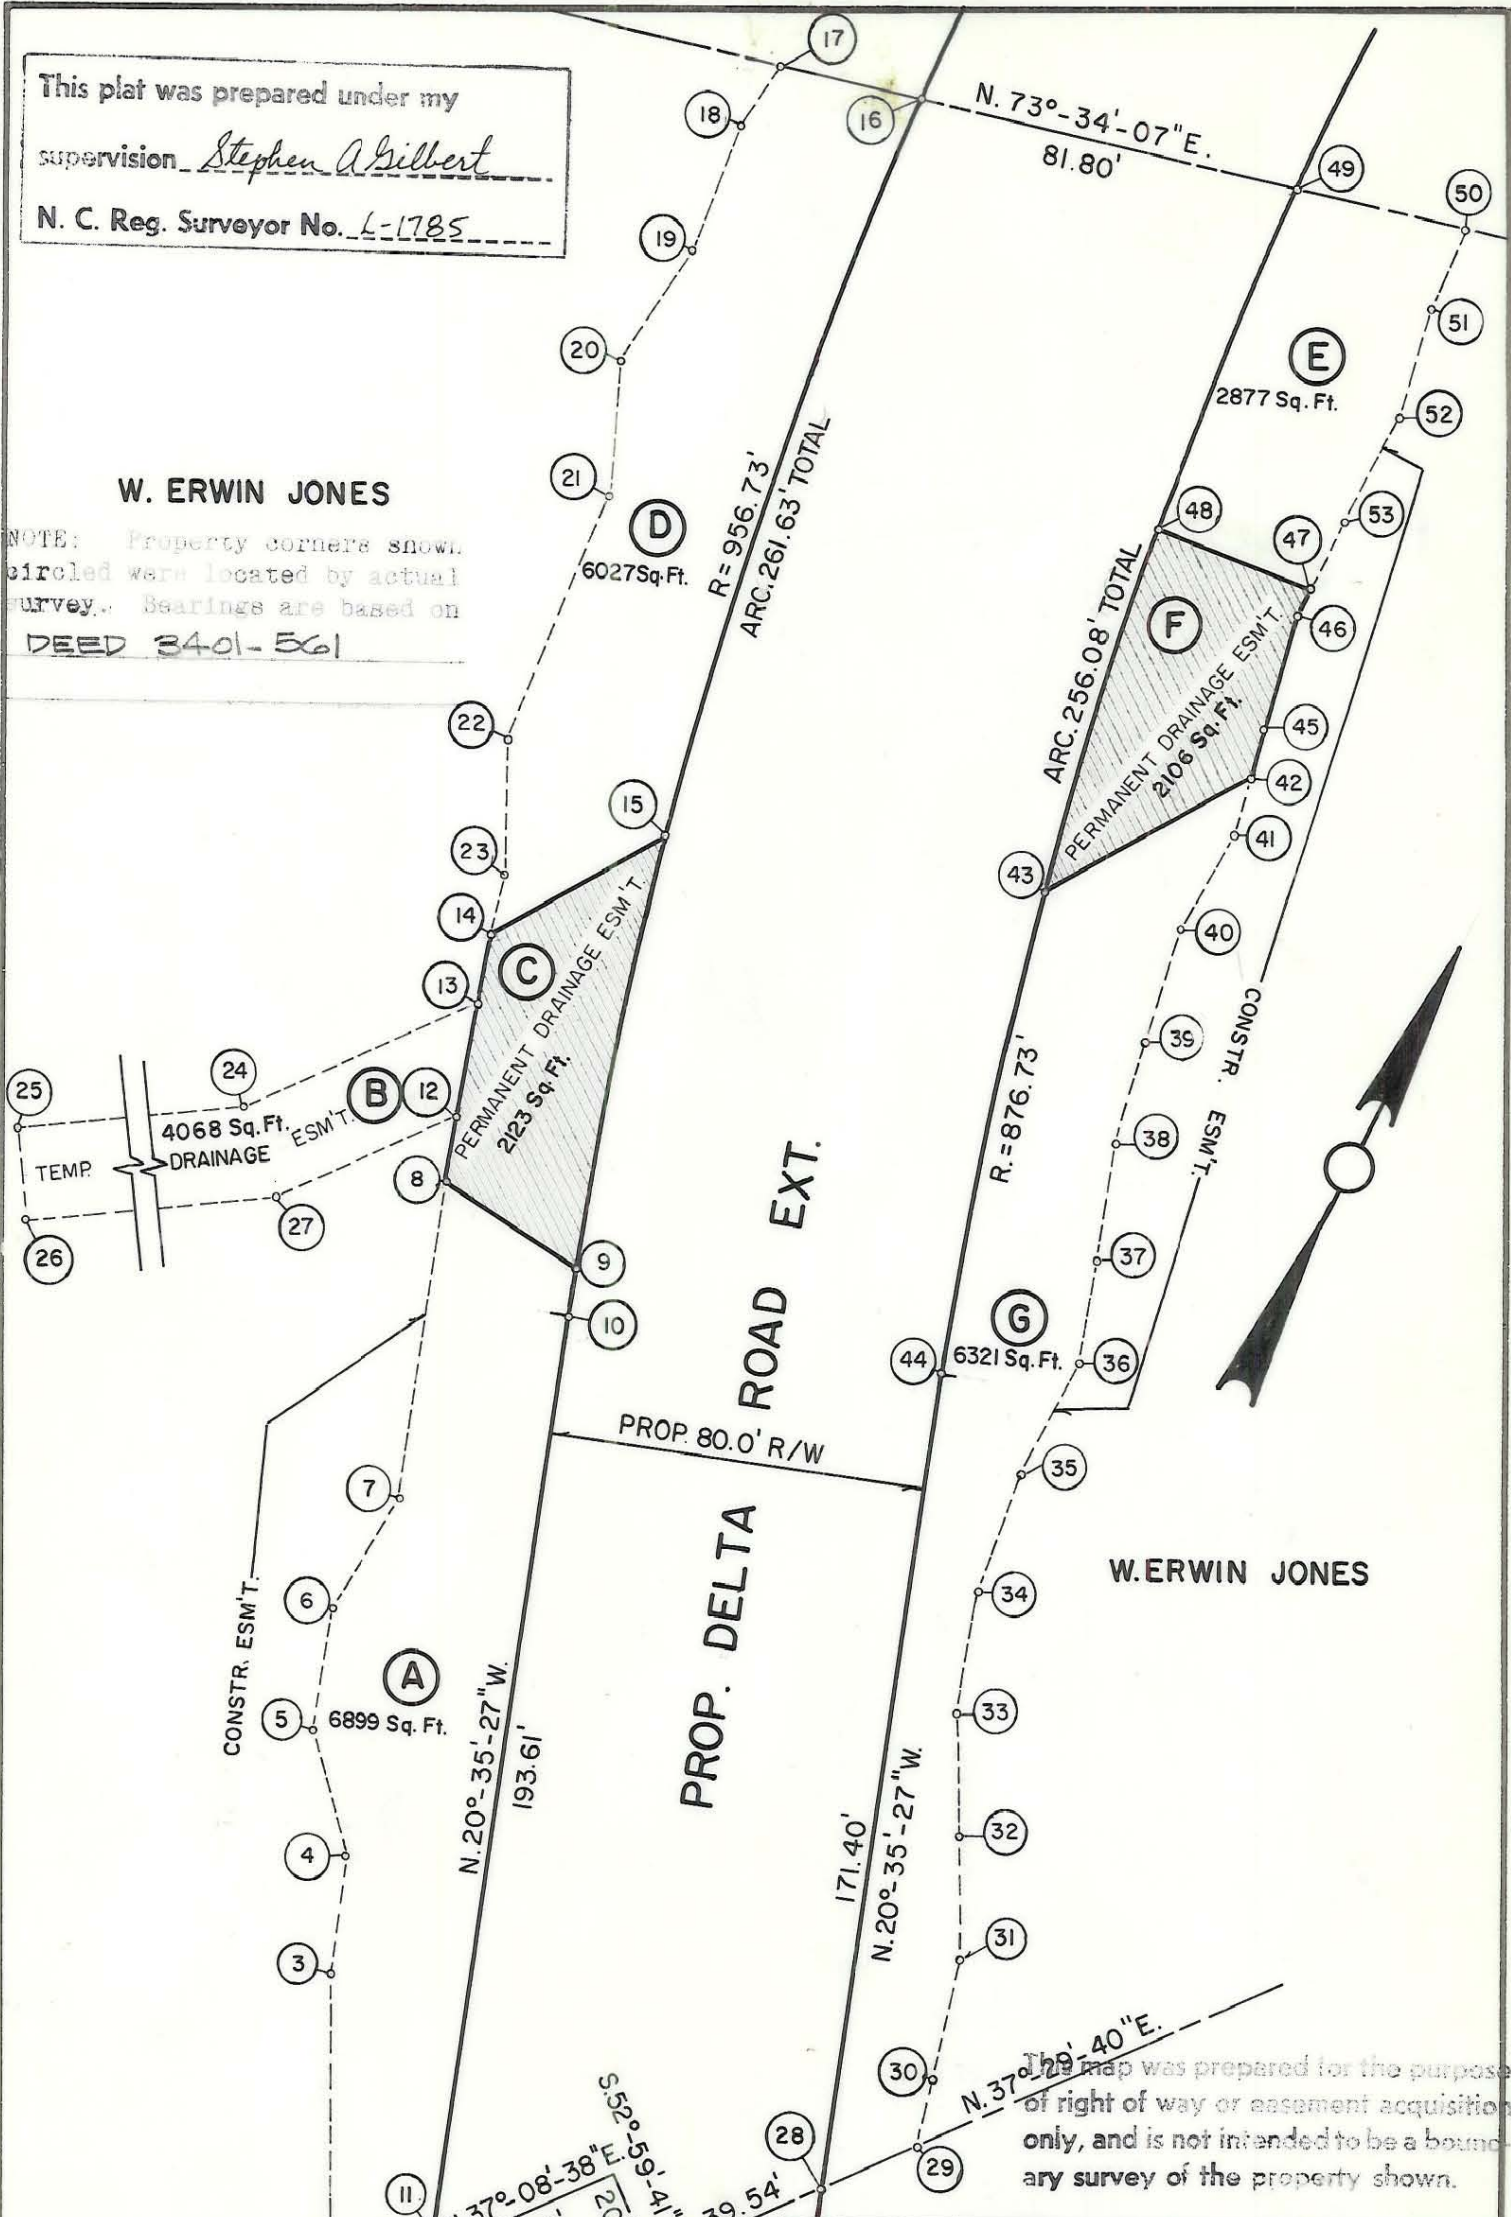 This plat was prepared under my
supervision Stephen A Gilbert
N. C. Reg. Surveyor No. L-1785
17
18
16
N. 73°-34'-07"E.
81.80'
49
50
19
51
20
E
2877 Sq. Ft.
52
W. ERWIN JONES
NOTE: Property corners shown
circled were located by actual
survey. Bearings are based on
DEED 3401-561
21
D
6027 Sq. Ft.
R = 956.73'
ARC. 261.63' TOTAL
48
47
53
46
F
PERMANENT DRAINAGE ESM'T.
2106 Sq. Ft.
ARC. 256.08' TOTAL
22
45
42
41
15
23
43
14
40
C
13
PERMANENT DRAINAGE ESM'T.
2123 Sq. Ft.
CONSTR. ESM'T.
39
R.=876.73'
25
24
B
12
4068 Sq. Ft.
TEMP. DRAINAGE ESM'T.
38
8
27
26
37
9
10
G
6321 Sq. Ft.
44
36
PROP. 80.0' R/W
PROP. DELTA ROAD EXT.
35
7
W. ERWIN JONES
6
34
CONSTR. ESM'T.
A
6899 Sq. Ft.
5
33
N. 20°-35'-27"W.
193.61'
171.40'
N. 20°-35'-27"W.
4
32
3
31
30
N. 37°-29'-40"E.
This map was prepared for the purpose
of right of way or easement acquisition
only, and is not intended to be a bound-
ary survey of the property shown.
28
29
11
37°-08'-38"E.
S.52°-59'-41"
39.54'